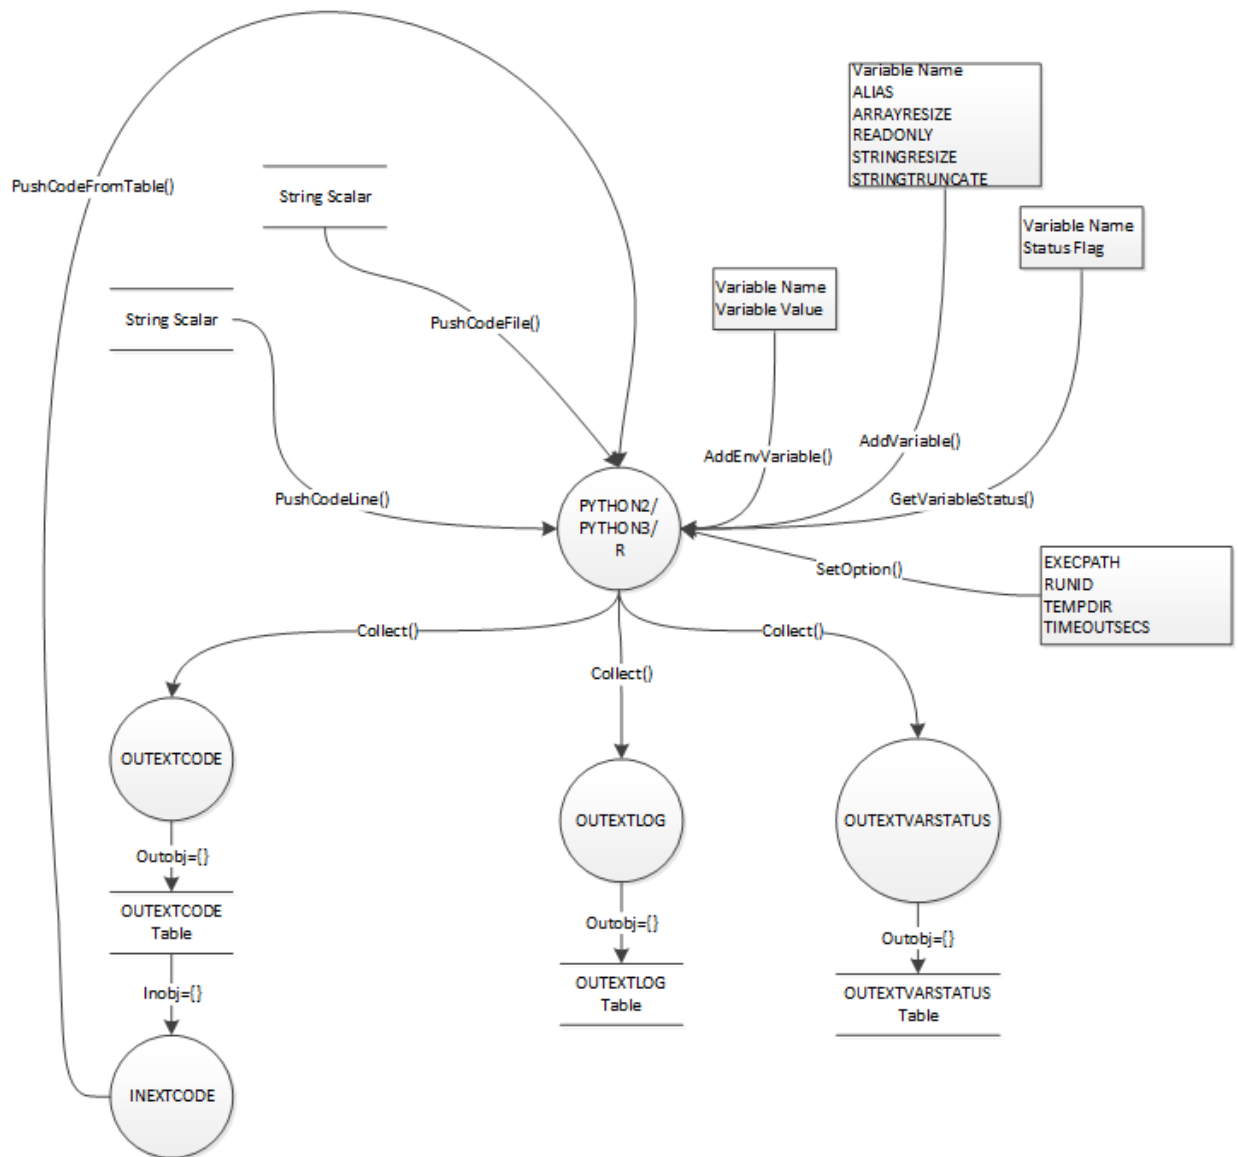 Variable Name
ALIAS
ARRAYRESIZE
READONLY
STRINGRESIZE
STRINGTRUNCATE
PushCodeFromTable()
String Scalar
Variable Name
Status Flag
Variable Name
Variable Value
String Scalar
PushCodeFile()
AddEnvVariable()
AddVariable()
PushCodeLine()
GetVariableStatus()
PYTHON2/
PYTHON3/
R
SetOption()
EXECPATH
RUNID
TEMPDIR
TIMEOUTSECS
Collect()
Collect()
Collect()
OUTEXTCODE
OUTEXTLOG
OUTEXTVARSTATUS
Outobj={}
OUTEXTCODE
Table
Outobj={}
Outobj={}
OUTEXTLOG
Table
OUTEXTVARSTATUS
Table
Inobj={}
INEXTCODE